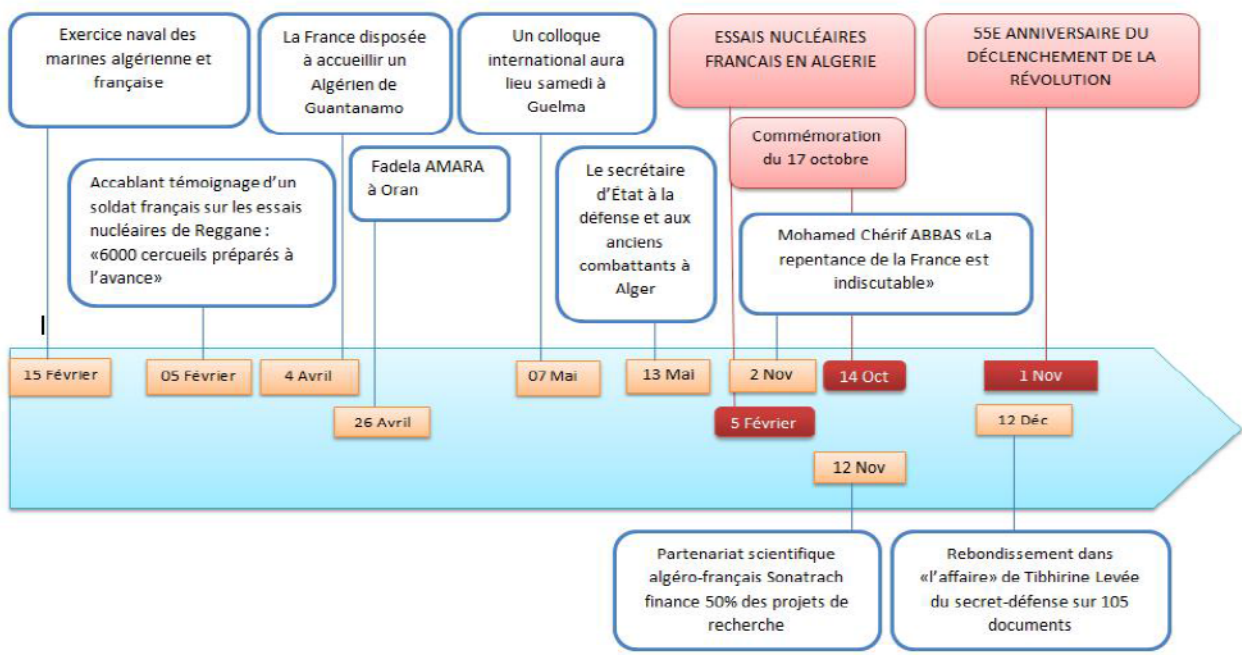 Exercice naval des
marines algérienne et
française
La France disposée
à accueillir un
Algérien de
Guantanamo
Un colloque
international aura
lieu samedi à
Guelma
ESSAIS NUCLÉAIRES
FRANCAIS EN ALGERIE
55E ANNIVERSAIRE DU
DÉCLENCHEMENT DE LA
RÉVOLUTION
Accablant témoignage d'un
soldat français sur les essais
nucléaires de Reggane :
«6000 cercueils préparés à
l'avance»
Fadela AMARA
à Oran
Le secrétaire
d'État à la
défense et aux
anciens
combattants à
Alger
Commémoration
du 17 octobre
Mohamed Chérif ABBAS «La
repentance de la France est
indiscutable»
15 Février
05 Février
4 Avril
07 Mai
13 Mai
2 Nov
14 Oct
1 Nov
26 Avril
5 Février
12 Déc
12 Nov
Partenariat scientifique
algéro-français Sonatrach
finance 50% des projets de
recherche
Rebondissement dans
«l'affaire» de Tibhirine Levée
du secret-défense sur 105
documents